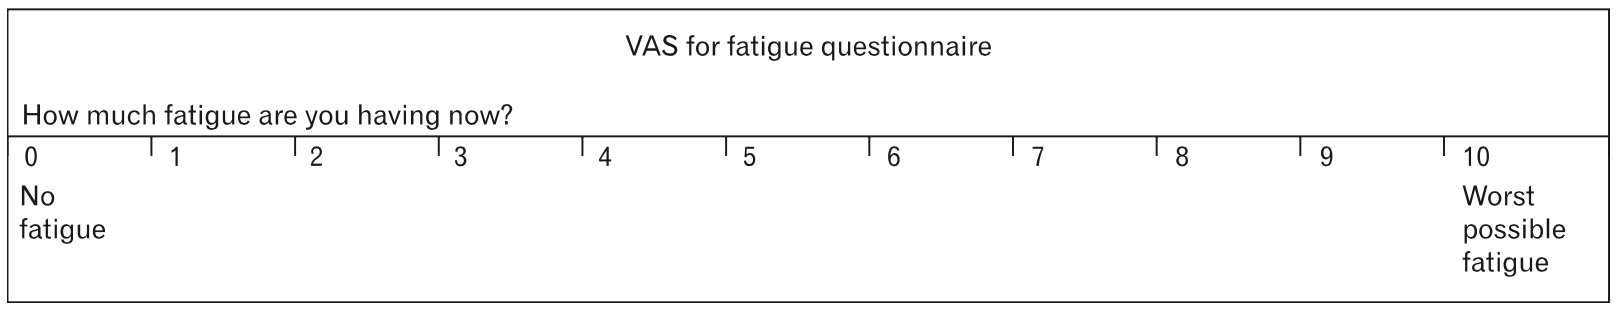 VAS for fatigue questionnaire
How much fatigue are you having now?
0 1 2 3 4 5 6 7 8 9 10
No
fatigue
Worst
possible
fatigue